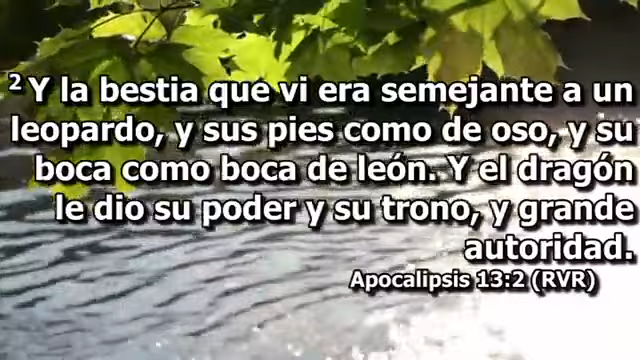 2 Y la bestia que vi era semejante a un
leopardo, y sus pies como de oso, y su
boca como boca de león. Y el dragón
le dio su poder y su trono, y grande
autoridad.
Apocalipsis 13:2 (RVR)